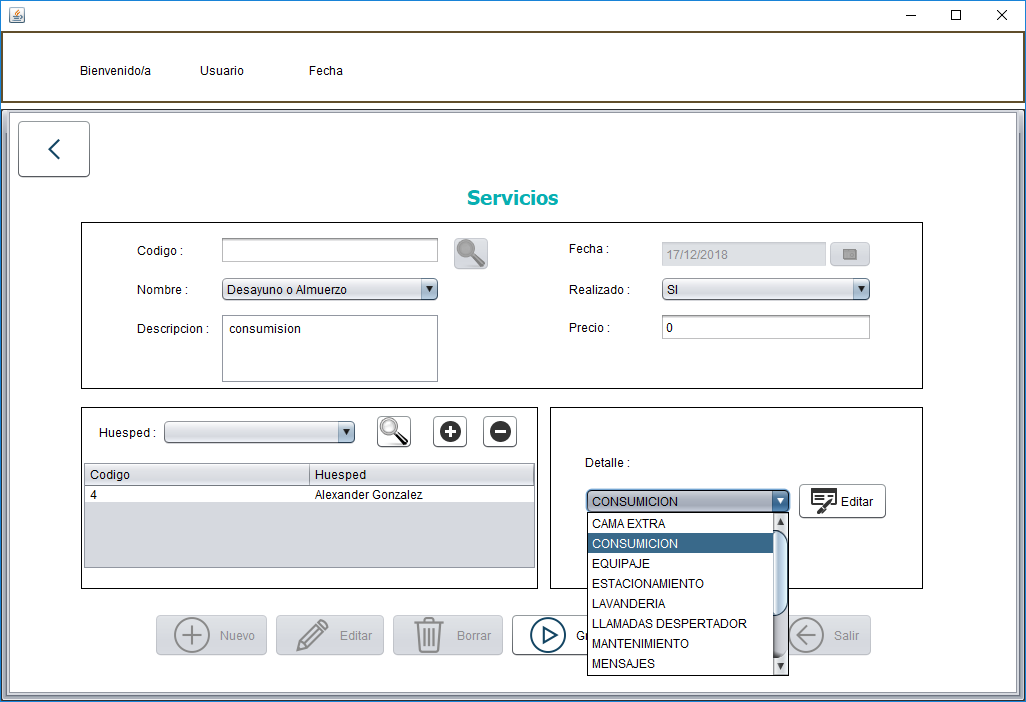 Bienvenido/a Usuario Fecha
Servicios
Codigo :
Fecha : 17/12/2018
Nombre : Desayuno o Almuerzo
Realizado : SI
Descripcion : consumision
Precio : 0
Huesped :
Codigo Huesped
4 Alexander Gonzalez
Detalle :
CONSUMICION Editar
CAMA EXTRA
CONSUMICION
EQUIPAJE
ESTACIONAMIENTO
LAVANDERIA
LLAMADAS DESPERTADOR
MANTENIMIENTO
MENSAJES
Nuevo Editar Borrar Salir